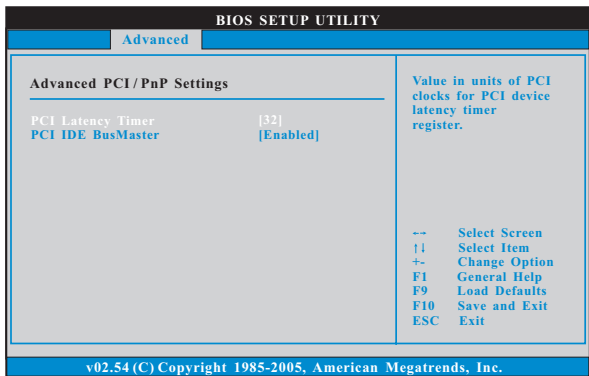 BIOS SETUP UTILITY
Advanced
Advanced PCI / PnP Settings
PCI Latency Timer [32]
PCI IDE BusMaster [Enabled]
Value in units of PCI
clocks for PCI device
latency timer
register.
←→ Select Screen
↑↓ Select Item
+- Change Option
F1 General Help
F9 Load Defaults
F10 Save and Exit
ESC Exit
v02.54 (C) Copyright 1985-2005, American Megatrends, Inc.